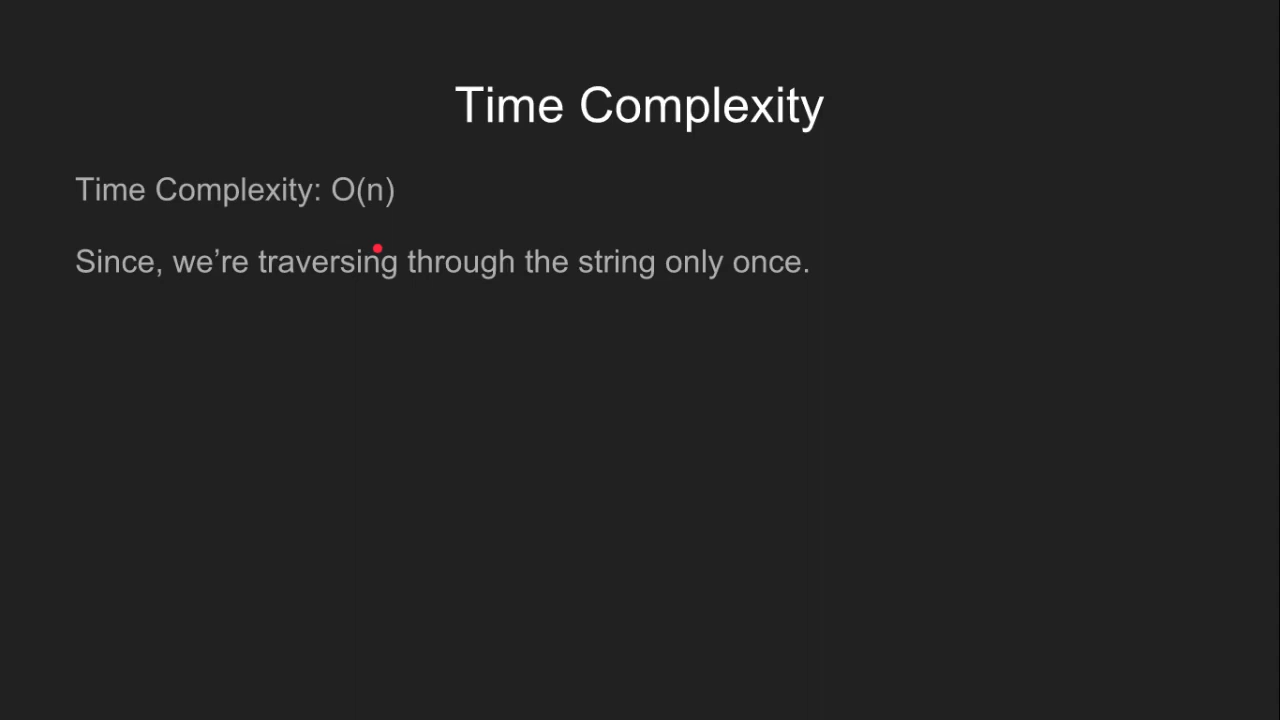 Time Complexity
Time Complexity: O(n)
Since, we’re traversing through the string only once.